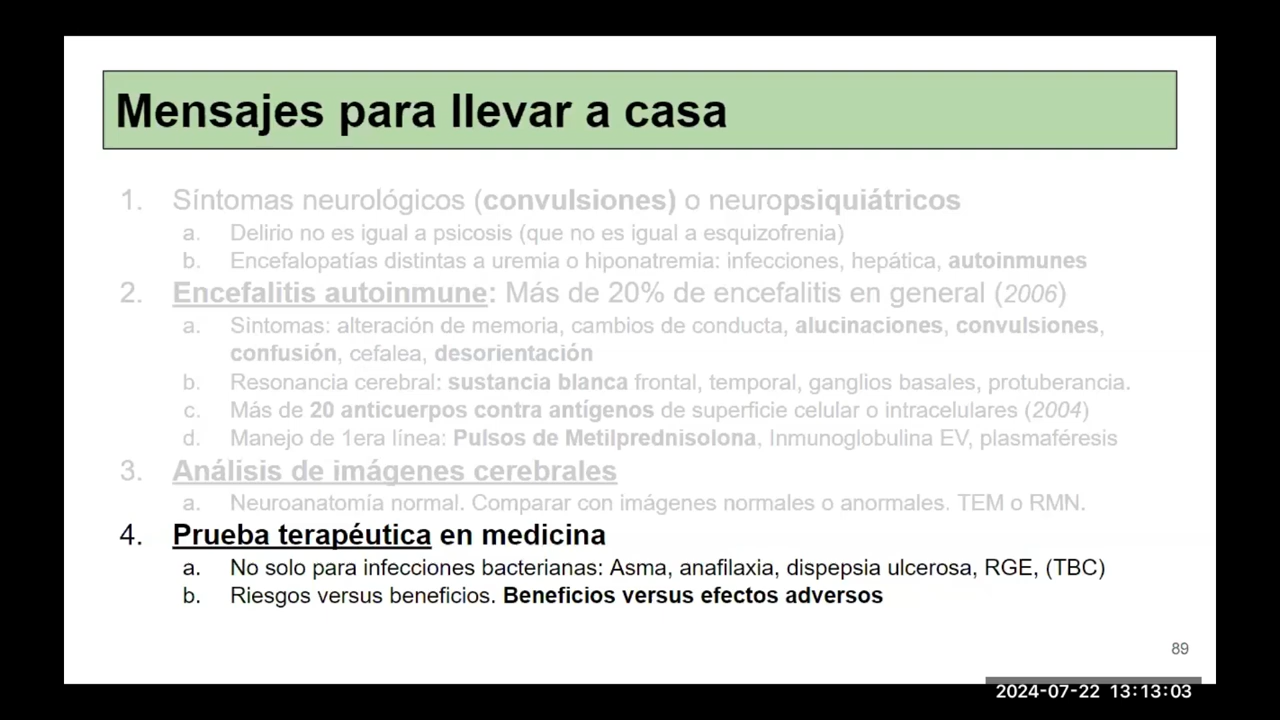 Mensajes para llevar a casa
1. Síntomas neurológicos (convulsiones) o neuropsiquiátricos
a. Delirio no es igual a psicosis (que no es igual a esquizofrenia)
b. Encefalopatías distintas a uremia o hiponatremia: infecciones, hepática, autoinmunes
2. Encefalitis autoinmune: Más de 20% de encefalitis en general (2006)
a. Síntomas: alteración de memoria, cambios de conducta, alucinaciones, convulsiones,
confusión, cefalea, desorientación
b. Resonancia cerebral: sustancia blanca frontal, temporal, ganglios basales, protuberancia.
c. Más de 20 anticuerpos contra antígenos de superficie celular o intracelulares (2004)
d. Manejo de 1era línea: Pulsos de Metilprednisolona, Inmunoglobulina EV, plasmaféresis
3. Análisis de imágenes cerebrales
a. Neuroanatomía normal. Comparar con imágenes normales o anormales. TEM o RMN.
4. Prueba terapéutica en medicina
a. No solo para infecciones bacterianas: Asma, anafilaxia, dispepsia ulcerosa, RGE, (TBC)
b. Riesgos versus beneficios. Beneficios versus efectos adversos
89
2024-07-22 13:13:03